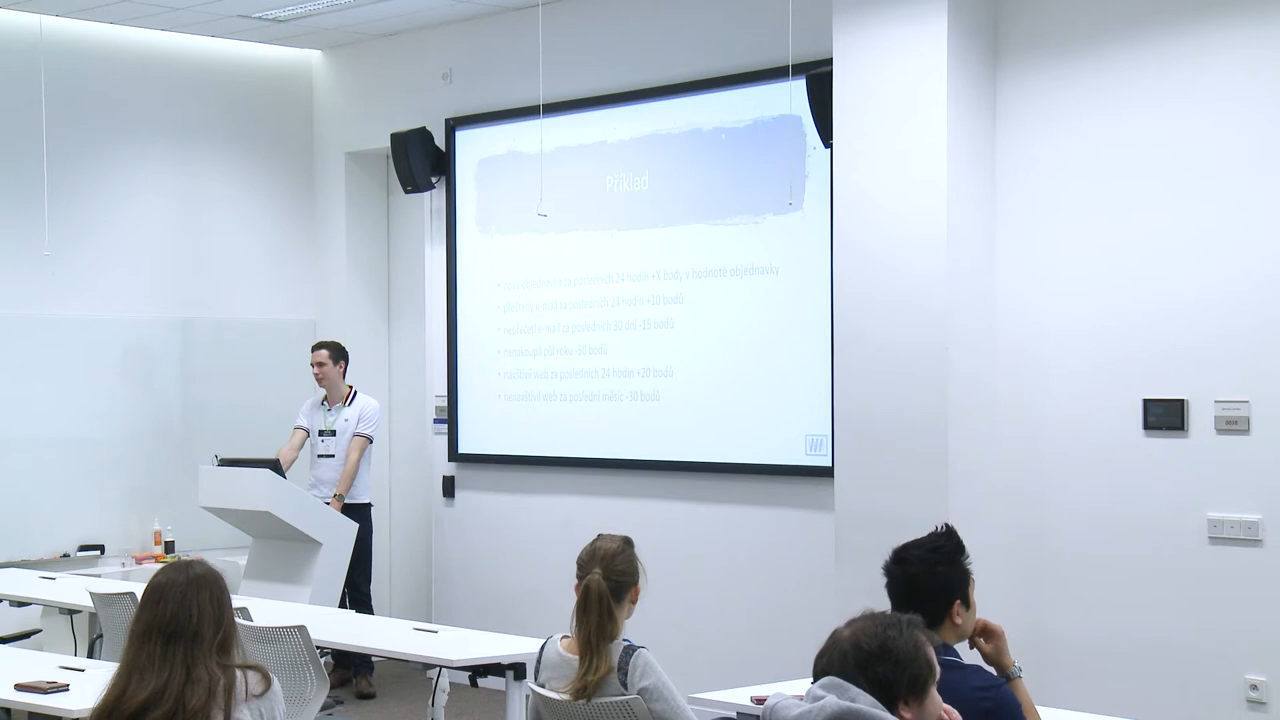 Příklad
za posledních 24 hodin +X body v hodnotě objednávky
přečtený e-mail za posledních 24 hodin +10 bodů
nepřečetl e-mail za posledních 30 dní -15 bodů
nenakoupil půl roku -50 bodů
navštívil web za posledních 24 hodin +20 bodů
nenavštívil web za poslední měsíc -30 bodů